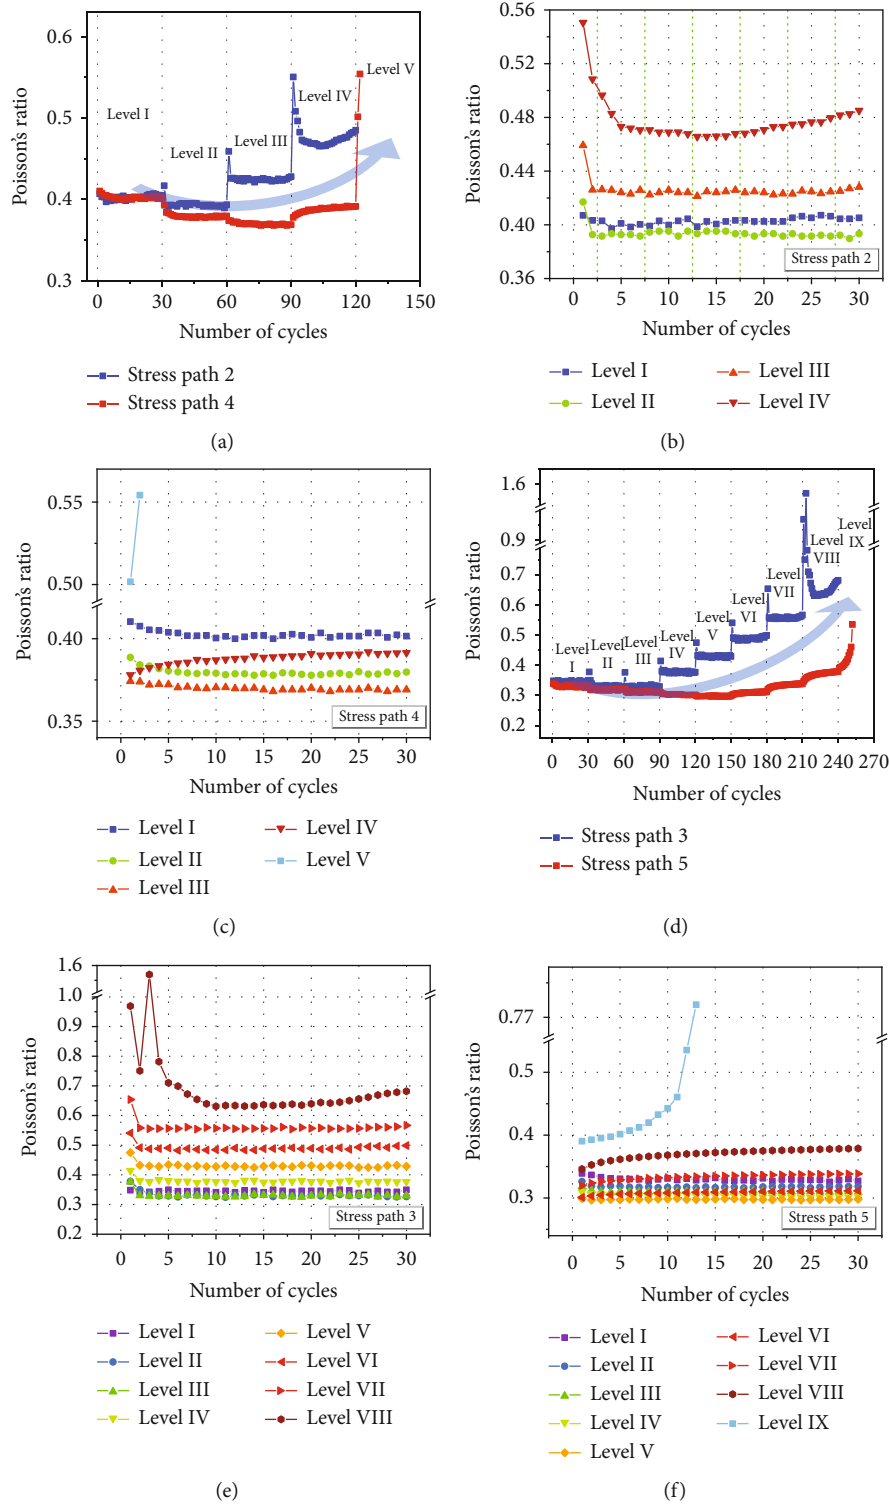 0.6
0.5
0.4
0.3
Poisson's ratio
Level I
Level II
Level III
Level IV
Level V
0 30 60 90 120 150
Number of cycles
Stress path 2
Stress path 4
(a)
0.56
0.52
0.48
0.44
0.40
0.36
Poisson's ratio
Stress path 2
0 5 10 15 20 25 30
Number of cycles
Level I
Level II
Level III
Level IV
(b)
0.55
0.50
0.40
0.35
Poisson's ratio
Stress path 4
0 5 10 15 20 25 30
Number of cycles
Level I
Level II
Level III
Level IV
Level V
(c)
1.6
0.9
0.7
0.6
0.5
0.4
0.3
0.2
Poisson's ratio
Level
I
Level
II
Level
III
Level
IV
Level
V
Level
VI
Level
VII
Level
VIII
Level
IX
0 30 60 90 120 150 180 210 240 270
Number of cycles
Stress path 3
Stress path 5
(d)
1.6
1.0
0.9
0.8
0.7
0.6
0.5
0.4
0.3
0.2
Poisson's ratio
Stress path 3
0 5 10 15 20 25 30
Number of cycles
Level I
Level II
Level III
Level IV
Level V
Level VI
Level VII
Level VIII
(e)
0.77
0.5
0.4
0.3
Poisson's ratio
Stress path 5
0 5 10 15 20 25 30
Number of cycles
Level I
Level II
Level III
Level IV
Level V
Level VI
Level VII
Level VIII
Level IX
(f)